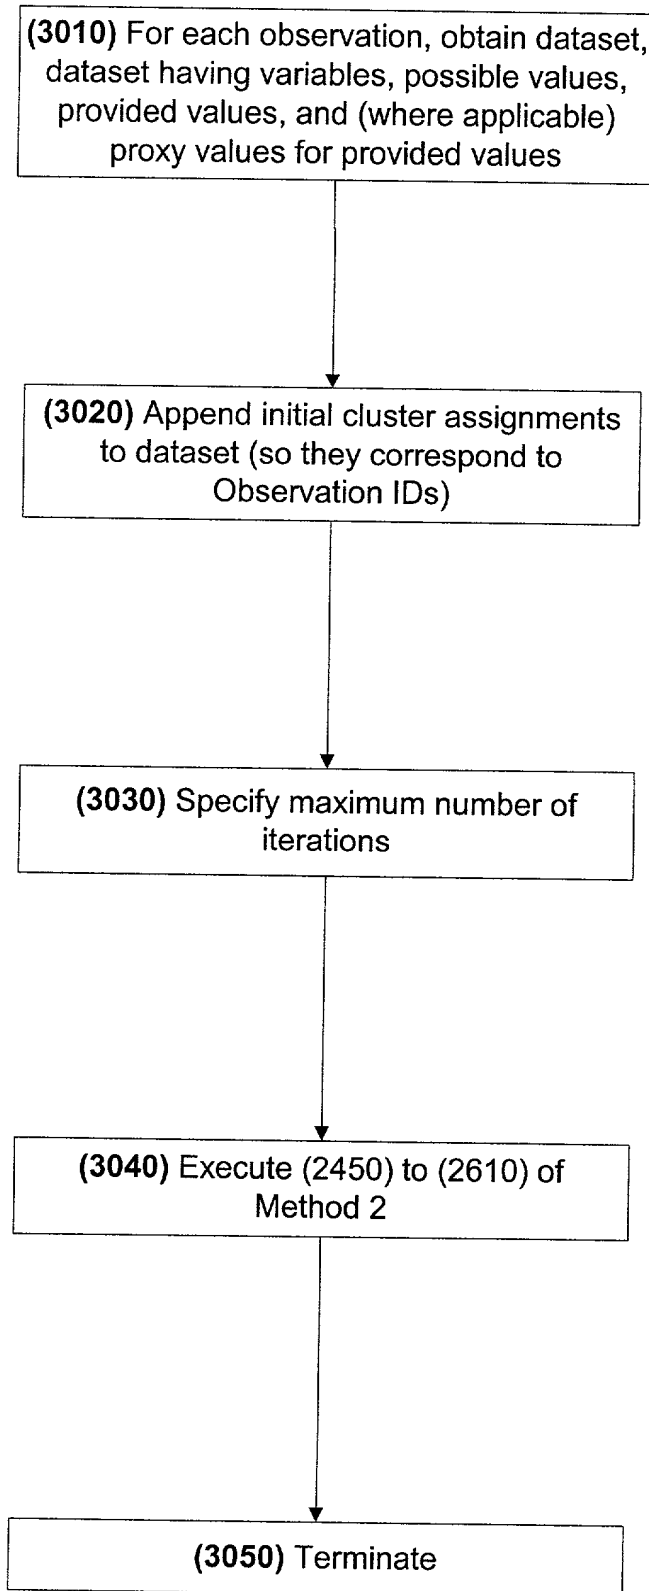 (3010) For each observation, obtain dataset,
dataset having variables, possible values,
provided values, and (where applicable)
proxy values for provided values
(3020) Append initial cluster assignments
to dataset (so they correspond to
Observation IDs)
(3030) Specify maximum number of
iterations
(3040) Execute (2450) to (2610) of
Method 2
(3050) Terminate